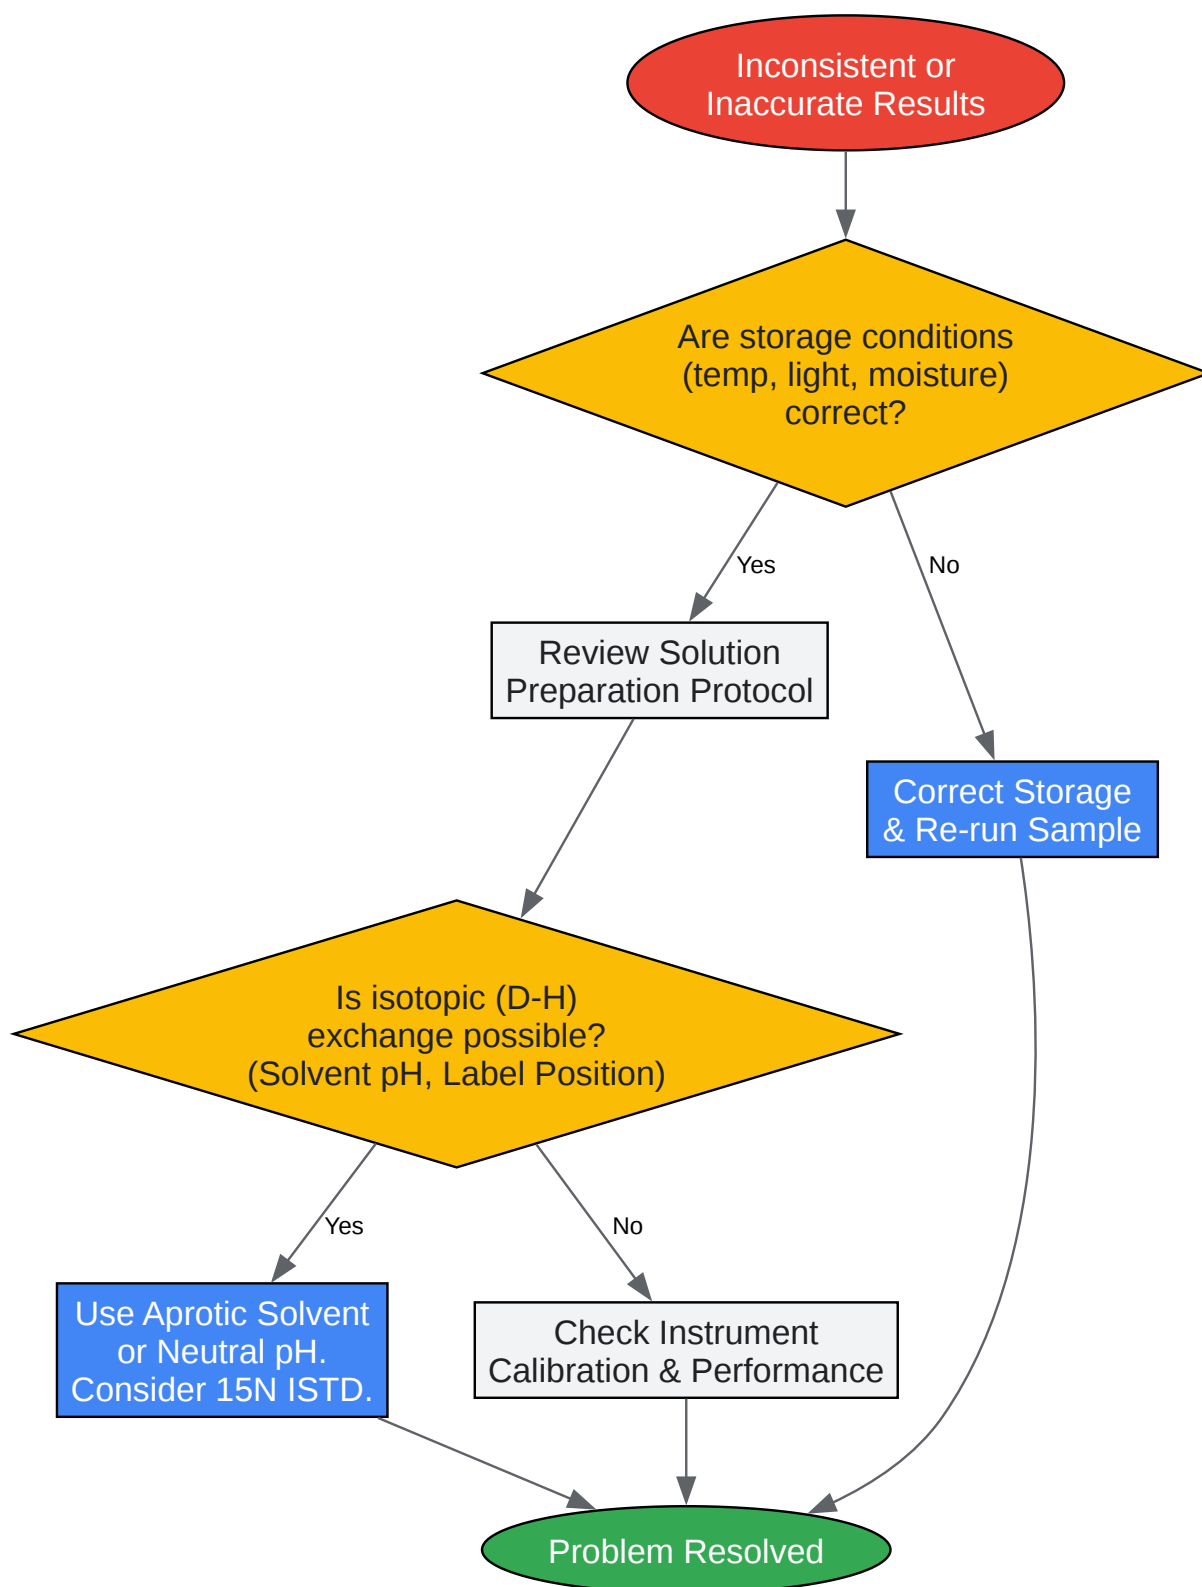 Inconsistent or
Inaccurate Results
Are storage conditions
(temp, light, moisture)
correct?
Yes
No
Review Solution
Preparation Protocol
Correct Storage
& Re-run Sample
Is isotopic (D-H)
exchange possible?
(Solvent pH, Label Position)
Yes
No
Use Aprotic Solvent
or Neutral pH.
Consider 15N ISTD.
Check Instrument
Calibration & Performance
Problem Resolved